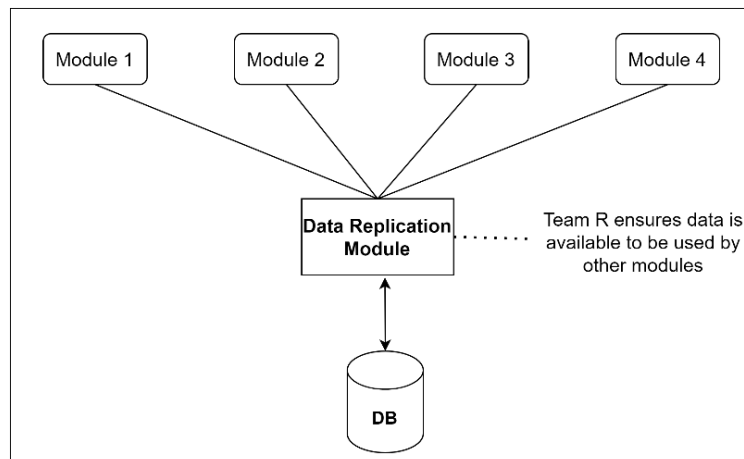 Module 1
Module 2
Module 3
Module 4
Data Replication
Module
Team R ensures data is
available to be used by
other modules
DB